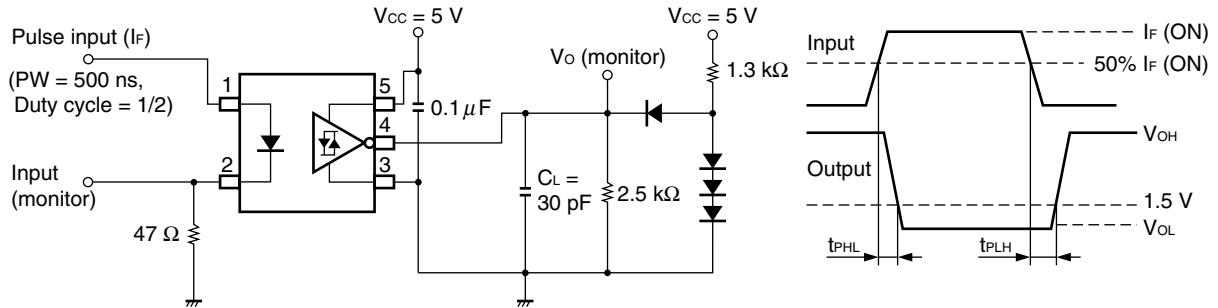 Pulse input (IF)
(PW = 500 ns,
Duty cycle = 1/2)
Input
(monitor)
47 Ω
1
2
5
4
3
VCC = 5 V
0.1 μF
VO (monitor)
CL =
30 pF
2.5 kΩ
VCC = 5 V
1.3 kΩ
Input
IF (ON)
50% IF (ON)
Output
VOH
1.5 V
VOL
tPHL
tPLH